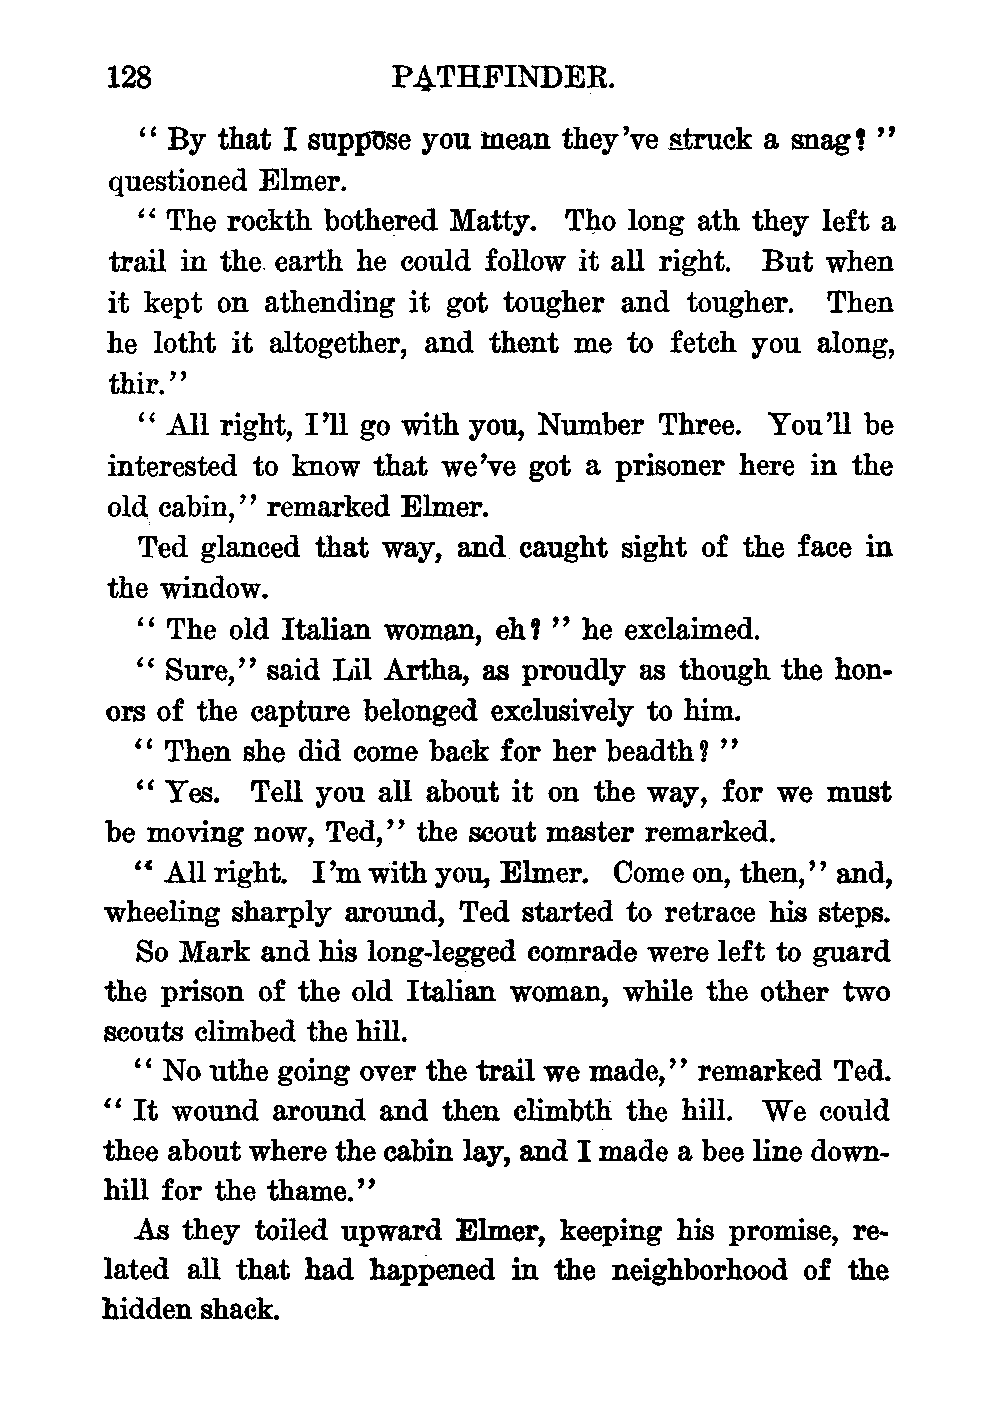 128 PATHFINDER.
“ By that I suppose you mean they’ve struck a snag? ”
questioned Elmer.
“ The rockth bothered Matty. Tho long ath they left a
trail in the earth he could follow it all right. But when
it kept on athending it got tougher and tougher. Then
he lotht it altogether, and thent me to fetch you along,
thir.”
“ All right, I’ll go with you, Number Three. You’ll be
interested to know that we’ve got a prisoner here in the
old cabin,” remarked Elmer.
Ted glanced that way, and caught sight of the face in
the window.
“ The old Italian woman, eh? ” he exclaimed.
“ Sure,” said Lil Artha, as proudly as though the hon-
ors of the capture belonged exclusively to him.
“ Then she did come back for her beadth? ”
“ Yes. Tell you all about it on the way, for we must
be moving now, Ted,” the scout master remarked.
“ All right. I’m with you, Elmer. Come on, then,” and,
wheeling sharply around, Ted started to retrace his steps.
So Mark and his long-legged comrade were left to guard
the prison of the old Italian woman, while the other two
scouts climbed the hill.
“ No uthe going over the trail we made,” remarked Ted.
“ It wound around and then climbth the hill. We could
thee about where the cabin lay, and I made a bee line down-
hill for the thame.”
As they toiled upward Elmer, keeping his promise, re-
lated all that had happened in the neighborhood of the
hidden shack.